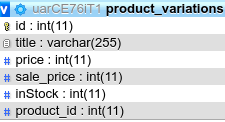 uarCE76iT1 product_variations
id : int(11)
title : varchar(255)
price : int(11)
sale_price : int(11)
inStock : int(11)
product_id : int(11)